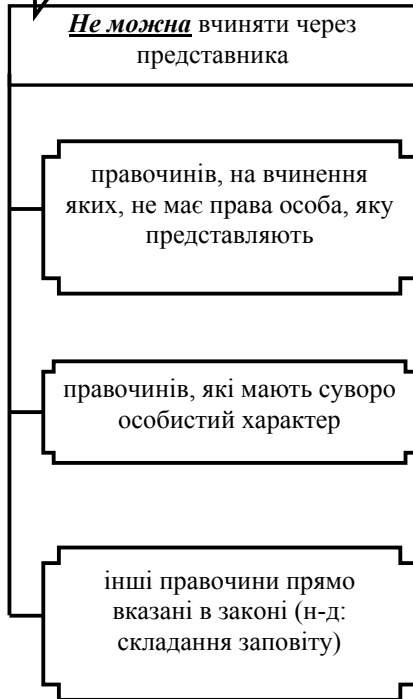 Не можна вчиняти через
представника
правочинів, на вчинення
яких, не має права особа, яку
представляють
правочинів, які мають суворо
особистий характер
інші правочини прямо
вказані в законі (н-д:
складання заповіту)